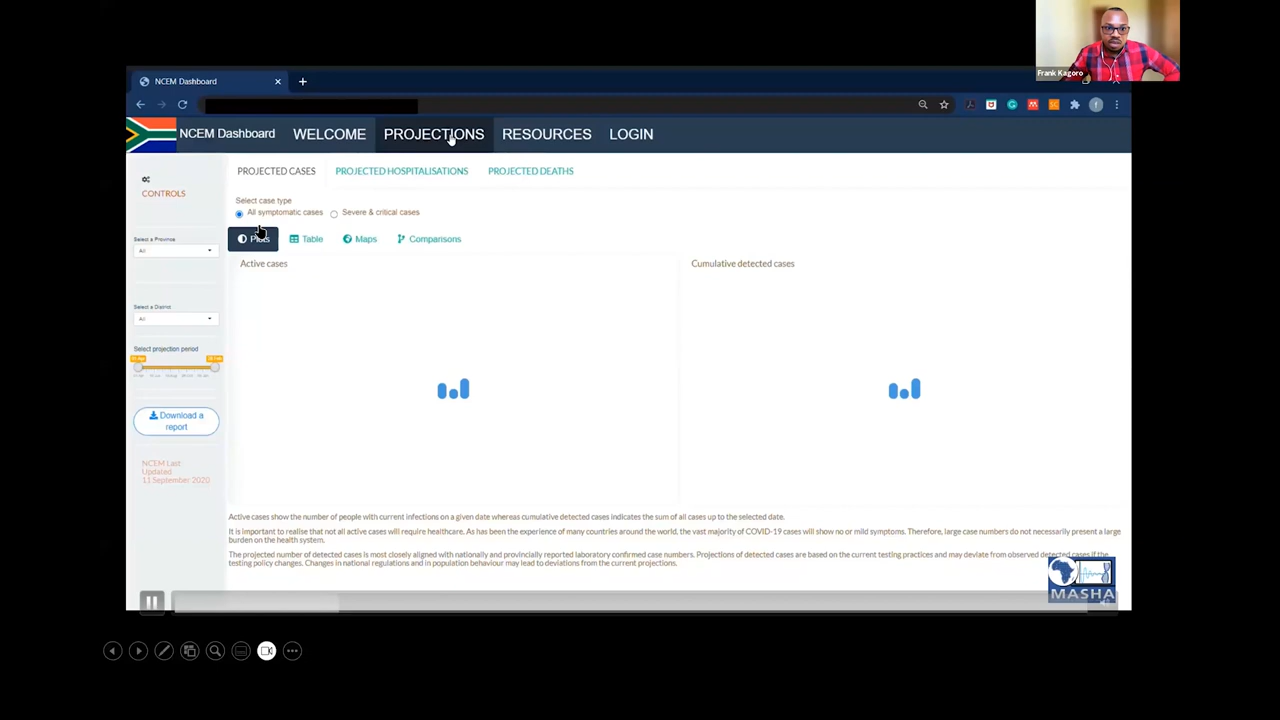 Frank Kagoro
NCEM Dashboard
NCEM Dashboard
WELCOME
PROJECTIONS
RESOURCES
LOGIN
PROJECTED CASES
PROJECTED HOSPITALISATIONS
PROJECTED DEATHS
CONTROLS
Select case type
All symptomatic cases
Severe & critical cases
Plots
Table
Maps
Comparisons
Select a Province
All
Select a District
All
Select projection period
Download a
report
NCEM Last
Updated
11 September 2020
Active cases
Cumulative detected cases
Active cases show the number of people with current infections on a given date whereas cumulative detected cases indicates the sum of all cases up to the selected date.
It is important to realise that not all active cases will require healthcare. As has been the experience of many countries around the world, the vast majority of COVID-19 cases will show no or mild symptoms. Therefore, large case numbers do not necessarily present a large
burden on the health system.
The projected number of detected cases is most closely aligned with nationally and provincially reported laboratory confirmed case numbers. Projections of detected cases are based on the current testing practices and may deviate from observed detected cases if the
testing policy changes. Changes in national regulations and in population behaviour may lead to deviations from the current projections.
MASHA